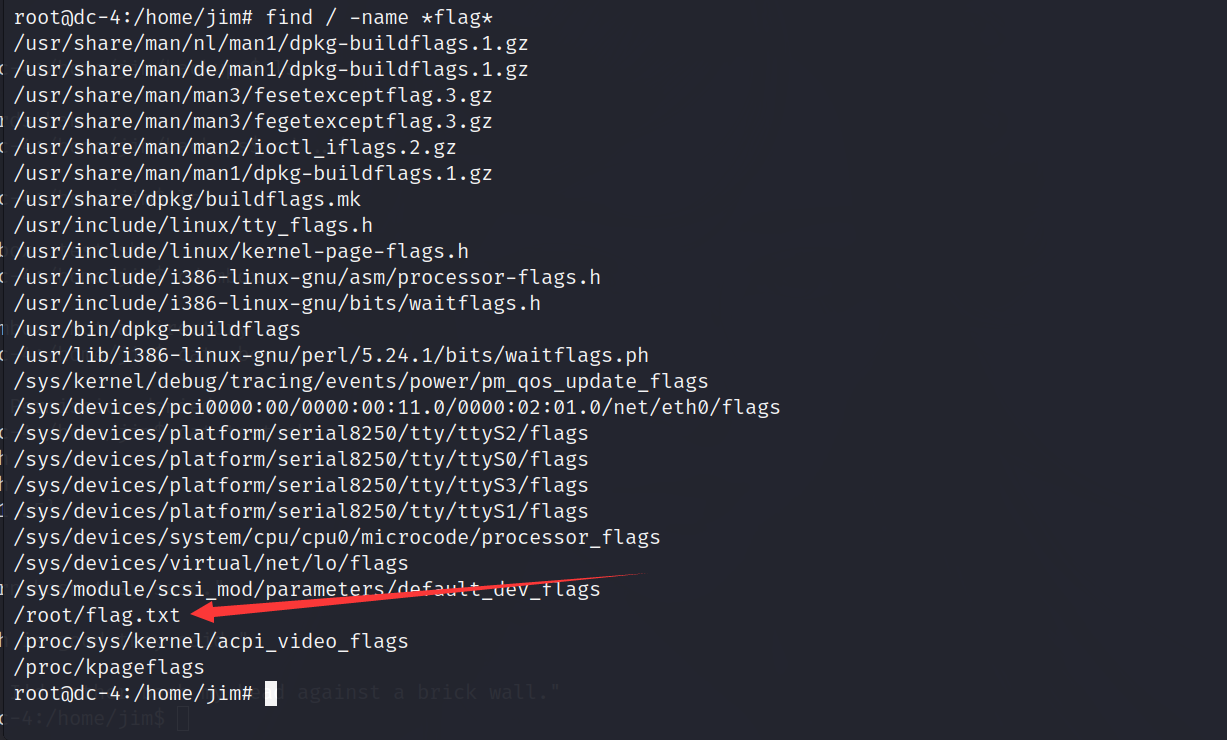 root@dc-4:/home/jim# find / -name *flag*
/usr/share/man/nl/man1/dpkg-buildflags.1.gz
/usr/share/man/de/man1/dpkg-buildflags.1.gz
/usr/share/man/man3/fesetexceptflag.3.gz
/usr/share/man/man3/fegetexceptflag.3.gz
/usr/share/man/man2/ioctl_iflags.2.gz
/usr/share/man/man1/dpkg-buildflags.1.gz
/usr/share/dpkg/buildflags.mk
/usr/include/linux/tty_flags.h
/usr/include/linux/kernel-page-flags.h
/usr/include/i386-linux-gnu/asm/processor-flags.h
/usr/include/i386-linux-gnu/bits/waitflags.h
/usr/bin/dpkg-buildflags
/usr/lib/i386-linux-gnu/perl/5.24.1/bits/waitflags.ph
/sys/kernel/debug/tracing/events/power/pm_qos_update_flags
/sys/devices/pci0000:00/0000:00:11.0/0000:02:01.0/net/eth0/flags
/sys/devices/platform/serial8250/tty/ttyS2/flags
/sys/devices/platform/serial8250/tty/ttyS0/flags
/sys/devices/platform/serial8250/tty/ttyS3/flags
/sys/devices/platform/serial8250/tty/ttyS1/flags
/sys/devices/system/cpu/cpu0/microcode/processor_flags
/sys/devices/virtual/net/lo/flags
/sys/module/scsi_mod/parameters/default_dev_flags
/root/flag.txt
/proc/sys/kernel/acpi_video_flags
/proc/kpageflags
root@dc-4:/home/jim# against a brick wall."
-4:/home/jim$